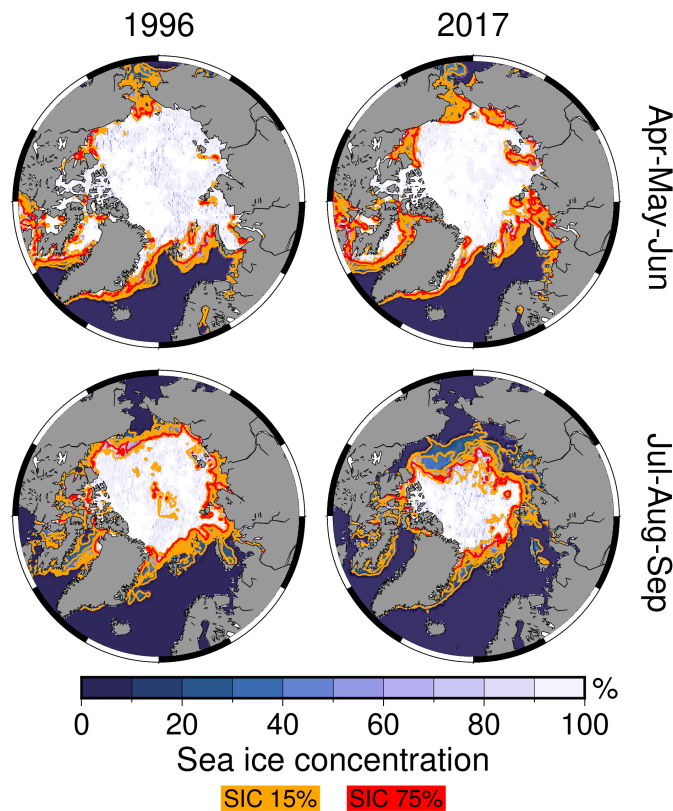 1996
2017
Apr-May-Jun
Jul-Aug-Sep
%
0 20 40 60 80 100
Sea ice concentration
SIC 15% SIC 75%